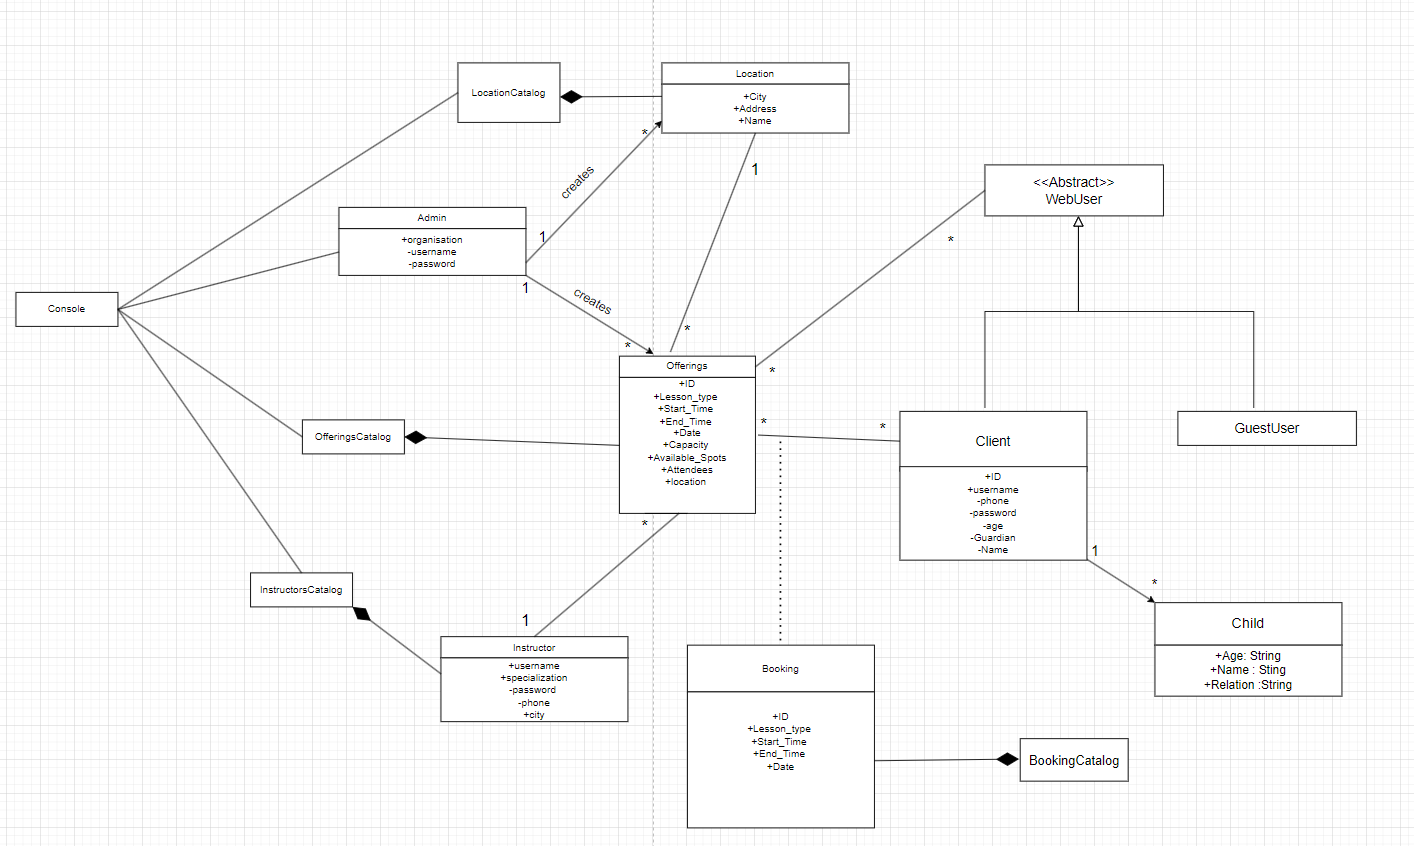 LocationCatalog
Location
+City
+Address
+Name
*
creates
1
1
<<Abstract>>
WebUser
*
Admin
+organisation
-username
-password
1
creates
*
*
Console
Offerings
+ID
+Lesson_type
+Start_Time
+End_Time
+Date
+Capacity
+Available_Spots
+Attendees
+location
*
*
*
OfferingsCatalog
Client
+ID
+username
-phone
-password
-age
-Guardian
-Name
GuestUser
*
1
1
*
InstructorsCatalog
Instructor
+username
+specialization
-password
-phone
+city
Child
+Age: String
+Name : Sting
+Relation :String
Booking
+ID
+Lesson_type
+Start_Time
+End_Time
+Date
BookingCatalog